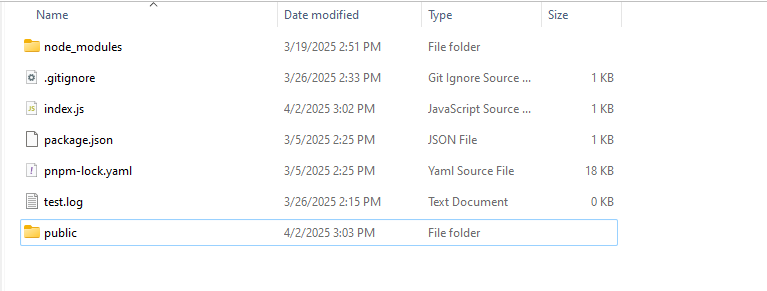 Name Date modified Type Size
node_modules 3/19/2025 2:51 PM File folder
.gitignore 3/26/2025 2:33 PM Git Ignore Source ... 1 KB
index.js 4/2/2025 3:02 PM JavaScript Source ... 1 KB
package.json 3/5/2025 2:25 PM JSON File 1 KB
pnpm-lock.yaml 3/5/2025 2:25 PM Yaml Source File 18 KB
test.log 3/26/2025 2:15 PM Text Document 0 KB
public 4/2/2025 3:03 PM File folder